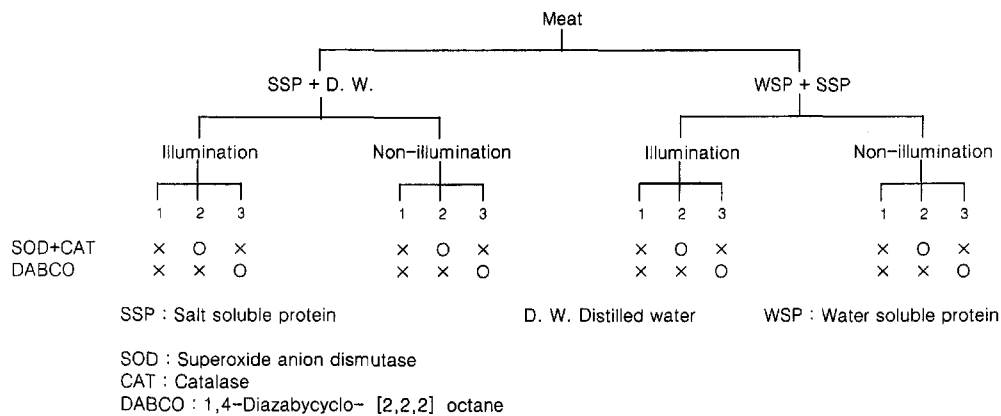 Meat
SSP + D. W. WSP + SSP
Illumination Non-illumination Illumination Non-illumination
1 2 3 1 2 3 1 2 3 1 2 3
SOD+CAT × O × × O × × O × × O ×
DABCO × × O × × O × × O × × O
SSP : Salt soluble protein D. W. Distilled water WSP : Water soluble protein
SOD : Superoxide anion dismutase
CAT : Catalase
DABCO : 1,4-Diazabycyclo- [2,2,2] octane